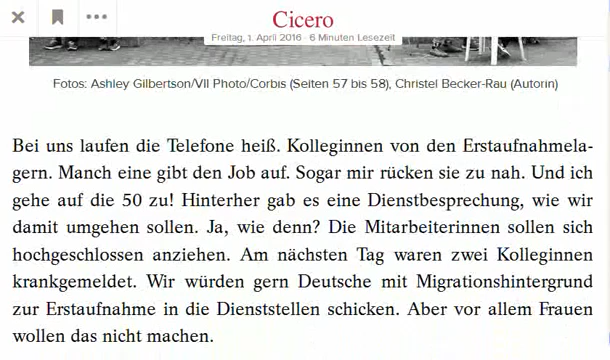 Cicero
Freitag, 1. April 2016 · 6 Minuten Lesezeit
Fotos: Ashley Gilbertson/VII Photo/Corbis (Seiten 57 bis 58), Christel Becker-Rau (Autorin)
Bei uns laufen die Telefone heiß. Kolleginnen von den Erstaufnahmela-
gern. Manch eine gibt den Job auf. Sogar mir rücken sie zu nah. Und ich
gehe auf die 50 zu! Hinterher gab es eine Dienstbesprechung, wie wir
damit umgehen sollen. Ja, wie denn? Die Mitarbeiterinnen sollen sich
hochgeschlossen anziehen. Am nächsten Tag waren zwei Kolleginnen
krankgemeldet. Wir würden gern Deutsche mit Migrationshintergrund
zur Erstaufnahme in die Dienststellen schicken. Aber vor allem Frauen
wollen das nicht machen.